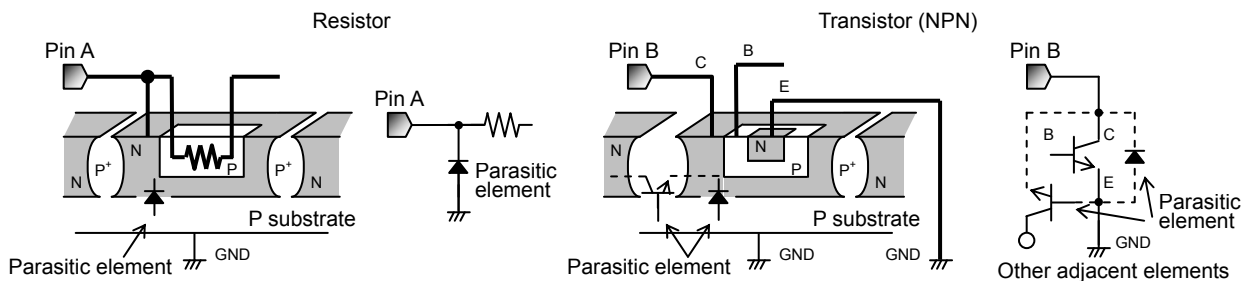 Resistor
Pin A
N
P⁺
N
P
P⁺
N
P substrate
GND
Parasitic element
Pin A
Parasitic
element
Transistor (NPN)
Pin B
C
B
E
N
P⁺
N
P
P⁺
N
P substrate
GND
GND
Parasitic element
Pin B
B
C
E
Parasitic
element
GND
Other adjacent elements